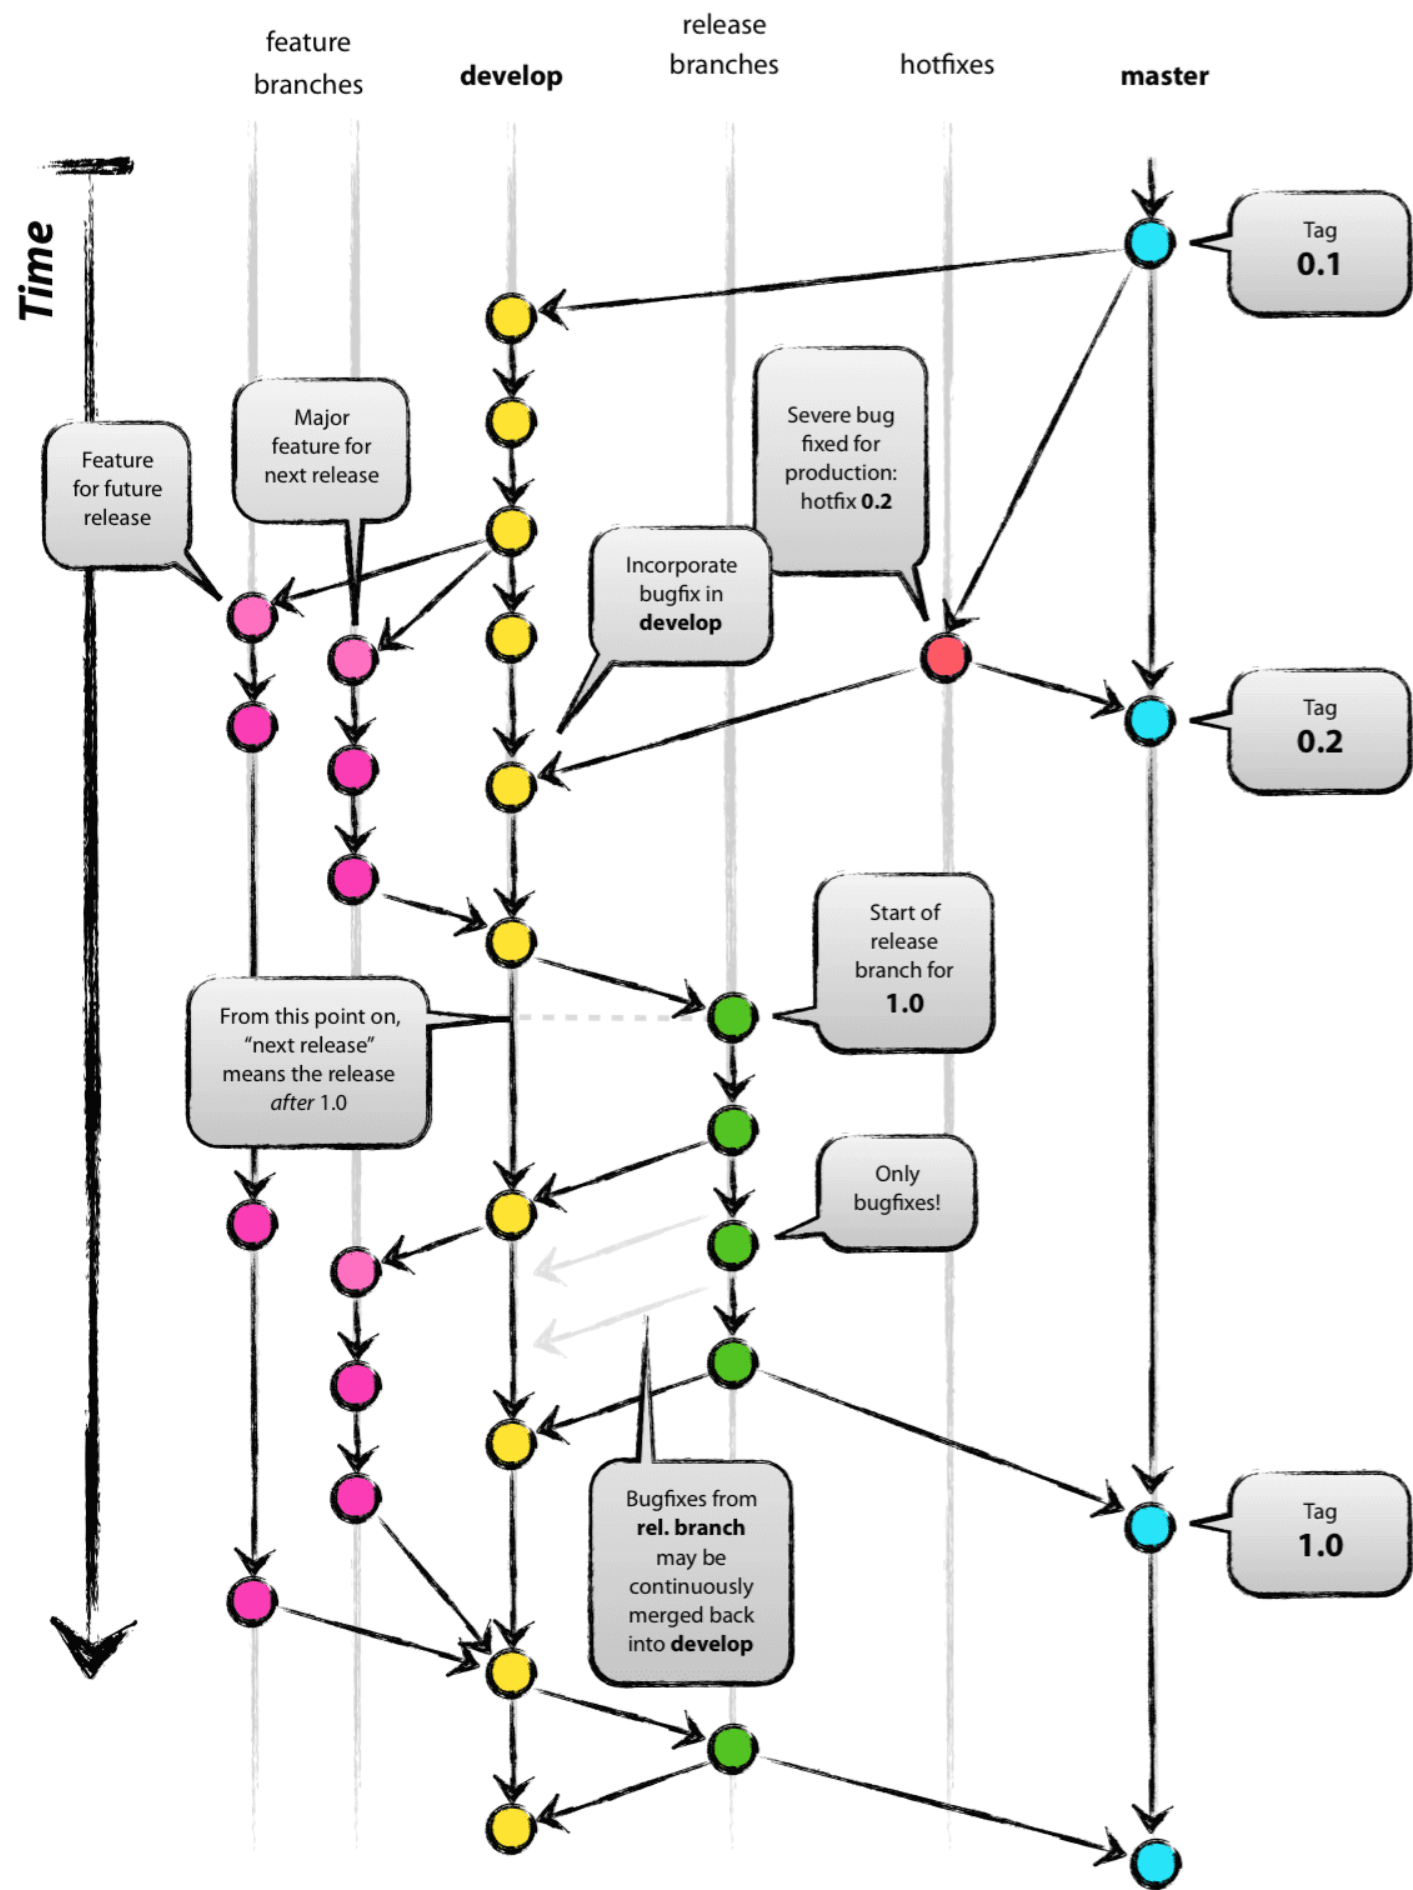 feature
branches
develop
release
branches
hotfixes
master
Time
Tag
0.1
Major
feature for
next release
Feature
for future
release
Severe bug
fixed for
production:
hotfix 0.2
Incorporate
bugfix in
develop
Tag
0.2
Start of
release
branch for
1.0
From this point on,
“next release”
means the release
after 1.0
Only
bugfixes!
Bugfixes from
rel. branch
may be
continuously
merged back
into develop
Tag
1.0